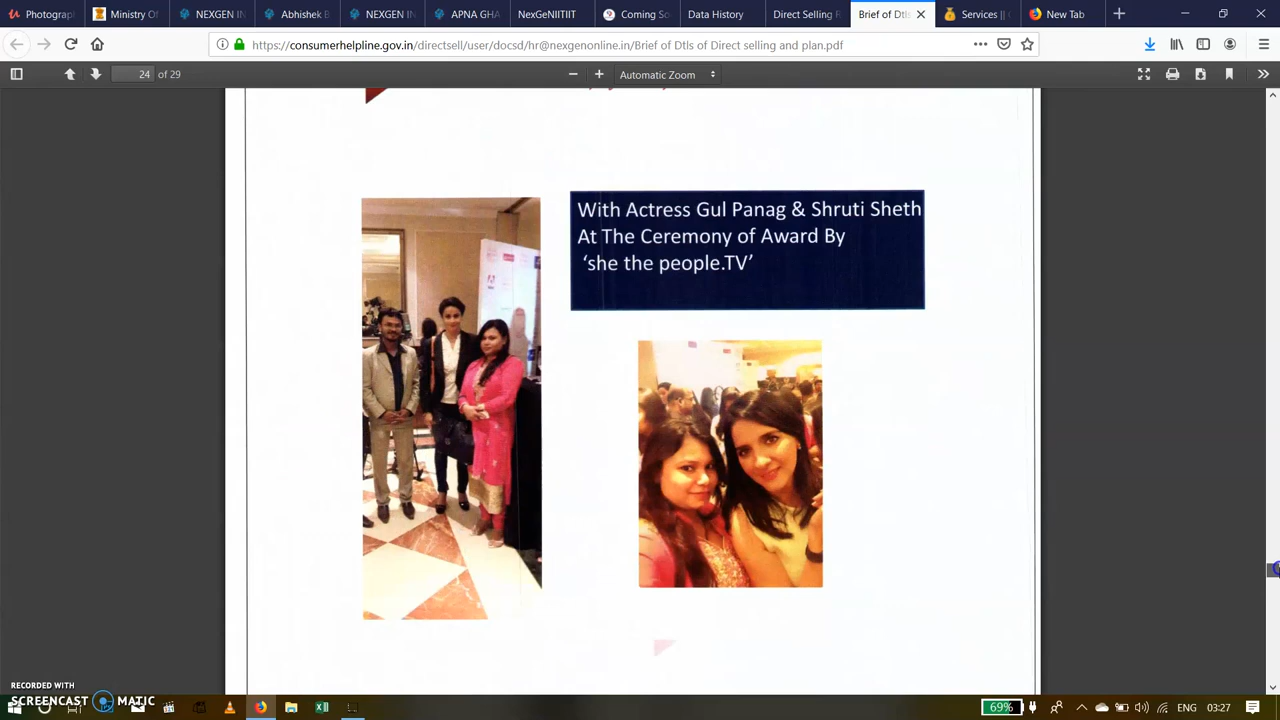 Photograph
Ministry Of
NEXGEN IN
Abhishek B
NEXGEN IN
APNA GHA
NexGeNIITIIT
Coming So
Data History
Direct Selling R
Brief of Dtls
Services || 
New Tab
https://consumerhelpline.gov.in/directsell/user/docsd/hr@nexgenonline.in/Brief of Dtls of Direct selling and plan.pdf
24 of 29
Automatic Zoom
With Actress Gul Panag & Shruti Sheth
At The Ceremony of Award By
‘she the people.TV’
RECORDED WITH
SCREENCAST MATIC
69%
ENG
03:27